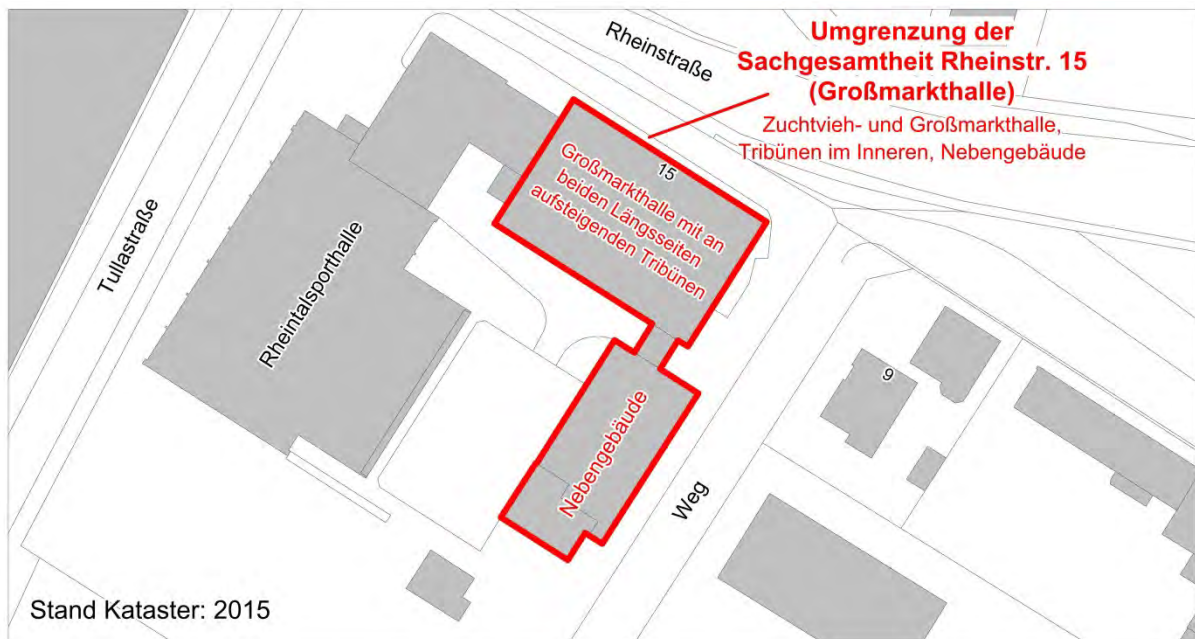 Rheinstraße
Umgrenzung der
Sachgesamtheit Rheinstr. 15
(Großmarkthalle)
Zuchtvieh- und Großmarkthalle,
Tribünen im Inneren, Nebengebäude
15
Großmarkthalle mit an
beiden Längsseiten
aufsteigenden Tribünen
Tullastraße
Rheintalsporthalle
9
Nebengebäude
Weg
Stand Kataster: 2015